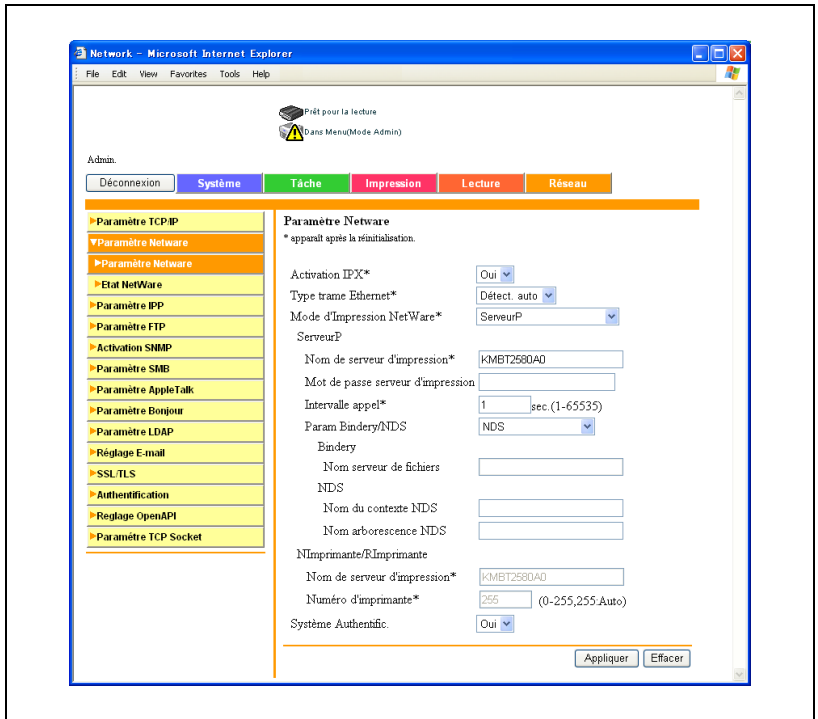 Network - Microsoft Internet Explorer
File Edit View Favorites Tools Help
Prêt pour la lecture
Dans Menu(Mode Admin)
Admin.
Déconnexion Système Tâche Impression Lecture Réseau
Paramètre TCP/IP
Paramètre Netware
Paramètre Netware
Etat NetWare
Paramètre IPP
Paramètre FTP
Activation SNMP
Paramètre SMB
Paramètre AppleTalk
Paramètre Bonjour
Paramètre LDAP
Réglage E-mail
SSL/TLS
Authentification
Reglage OpenAPI
Paramétre TCP Socket
Paramètre Netware
* apparaît après la réinitialisation.
Activation IPX* Oui
Type trame Ethernet* Détect. auto
Mode d'Impression NetWare* ServeurP
ServeurP
Nom de serveur d'impression* KMBT2580A0
Mot de passe serveur d'impression
Intervalle appel* 1 sec.(1-65535)
Param Bindery/NDS NDS
Bindery
Nom serveur de fichiers
NDS
Nom du contexte NDS
Nom arborescence NDS
NImprimante/RImprimante
Nom de serveur d'impression* KMBT2580A0
Numéro d'imprimante* 255 (0-255,255:Auto)
Système Authentific. Oui
Appliquer Effacer